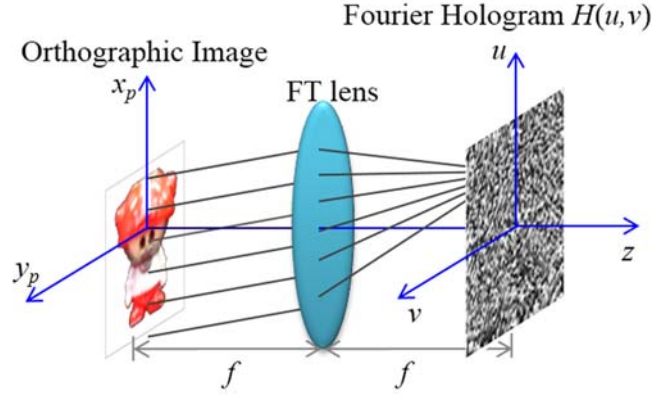 Fourier Hologram H(u,v)
Orthographic Image
u
x_p
FT lens
y_p
v
z
f
f